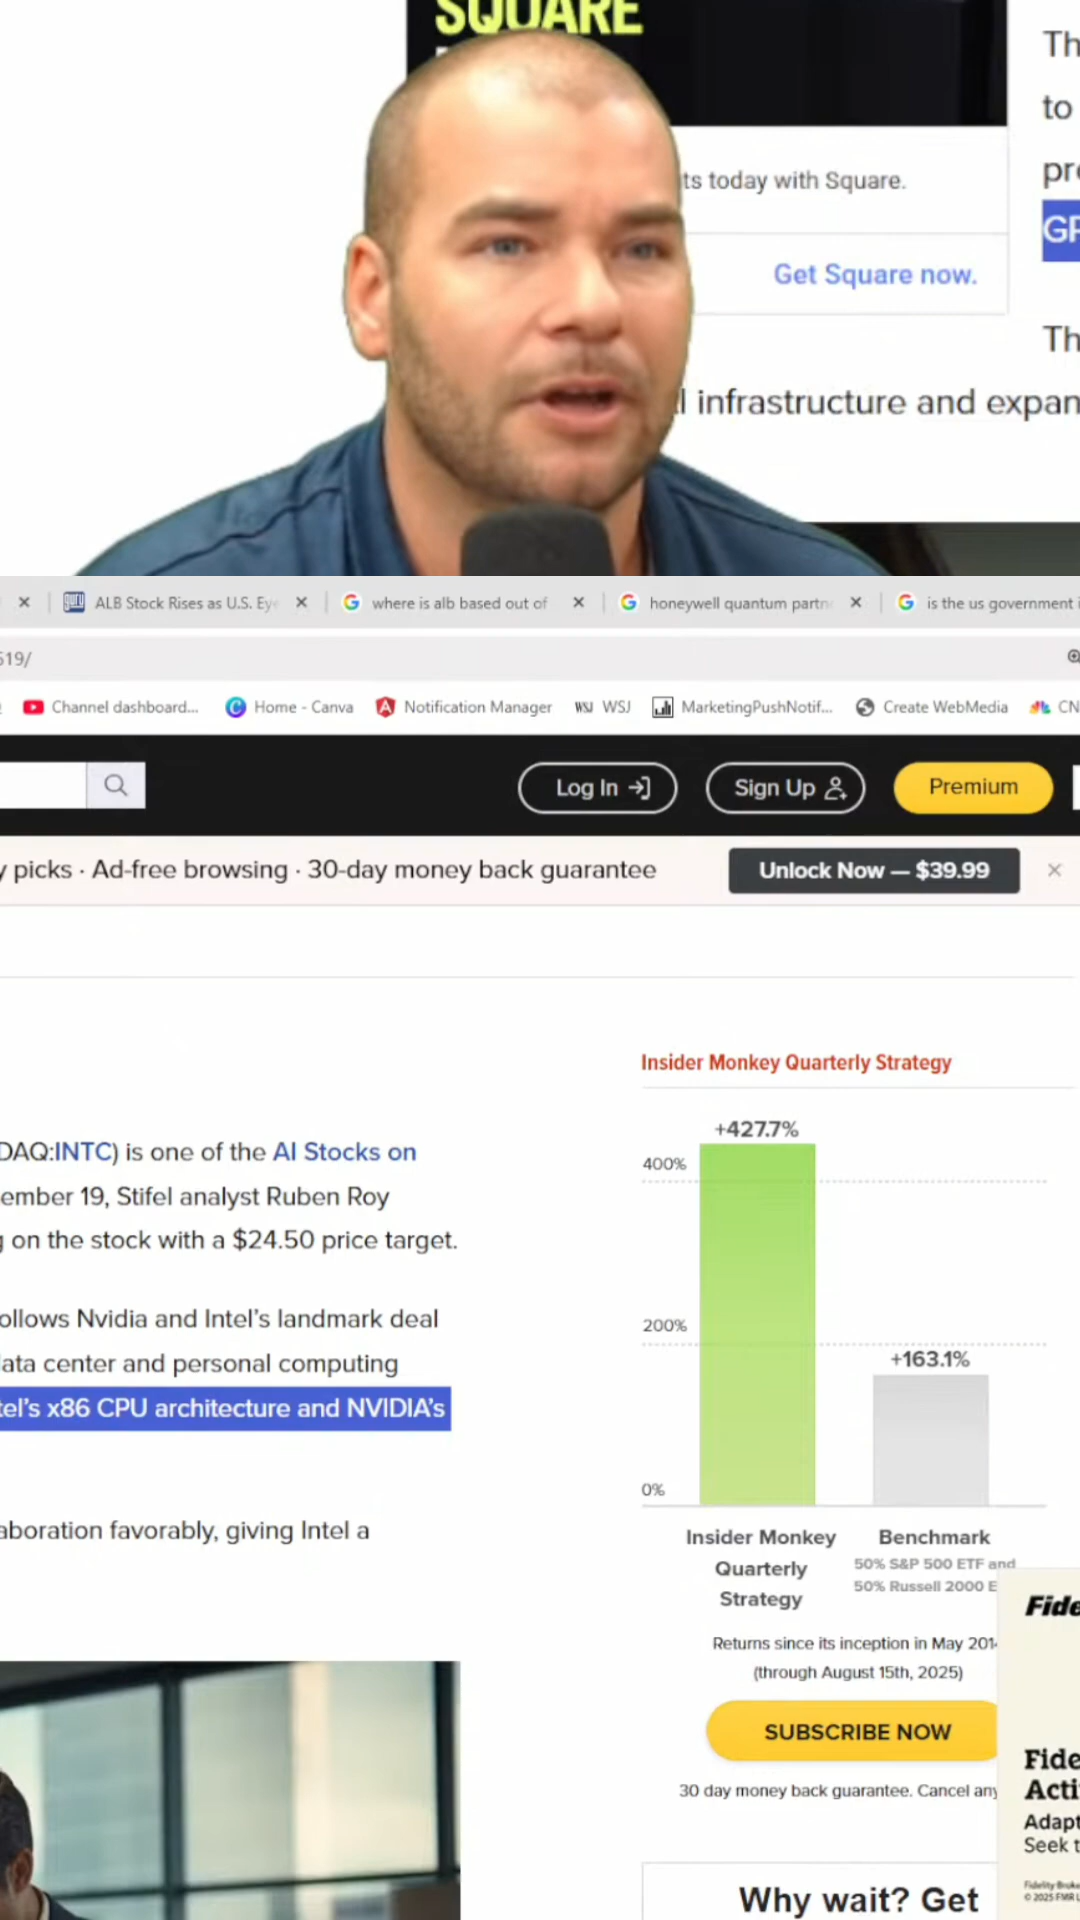 SQUARE
Th
to
ts today with Square.
pr
GP
Get Square now.
Th
l infrastructure and expan
ALB Stock Rises as U.S. Ey
where is alb based out of
honeywell quantum partn
is the us government i
519/
Channel dashboard...
Home - Canva
Notification Manager
WSJ WSJ
MarketingPushNotif...
Create WebMedia
CN
Log In
Sign Up
Premium
y picks · Ad-free browsing · 30-day money back guarantee
Unlock Now — $39.99
DAQ:INTC) is one of the AI Stocks on
ember 19, Stifel analyst Ruben Roy
g on the stock with a $24.50 price target.
ollows Nvidia and Intel's landmark deal
lata center and personal computing
tel's x86 CPU architecture and NVIDIA's
aboration favorably, giving Intel a
Insider Monkey Quarterly Strategy
+427.7%
400%
200%
+163.1%
0%
Insider Monkey
Quarterly
Strategy
Benchmark
50% S&P 500 ETF and
50% Russell 2000 E
Returns since its inception in May 201
(through August 15th, 2025)
SUBSCRIBE NOW
30 day money back guarantee. Cancel any
Why wait? Get
Fide
Fide
Acti
Adapt
Seek t
Fidelity Brok
© 2025 FMR L